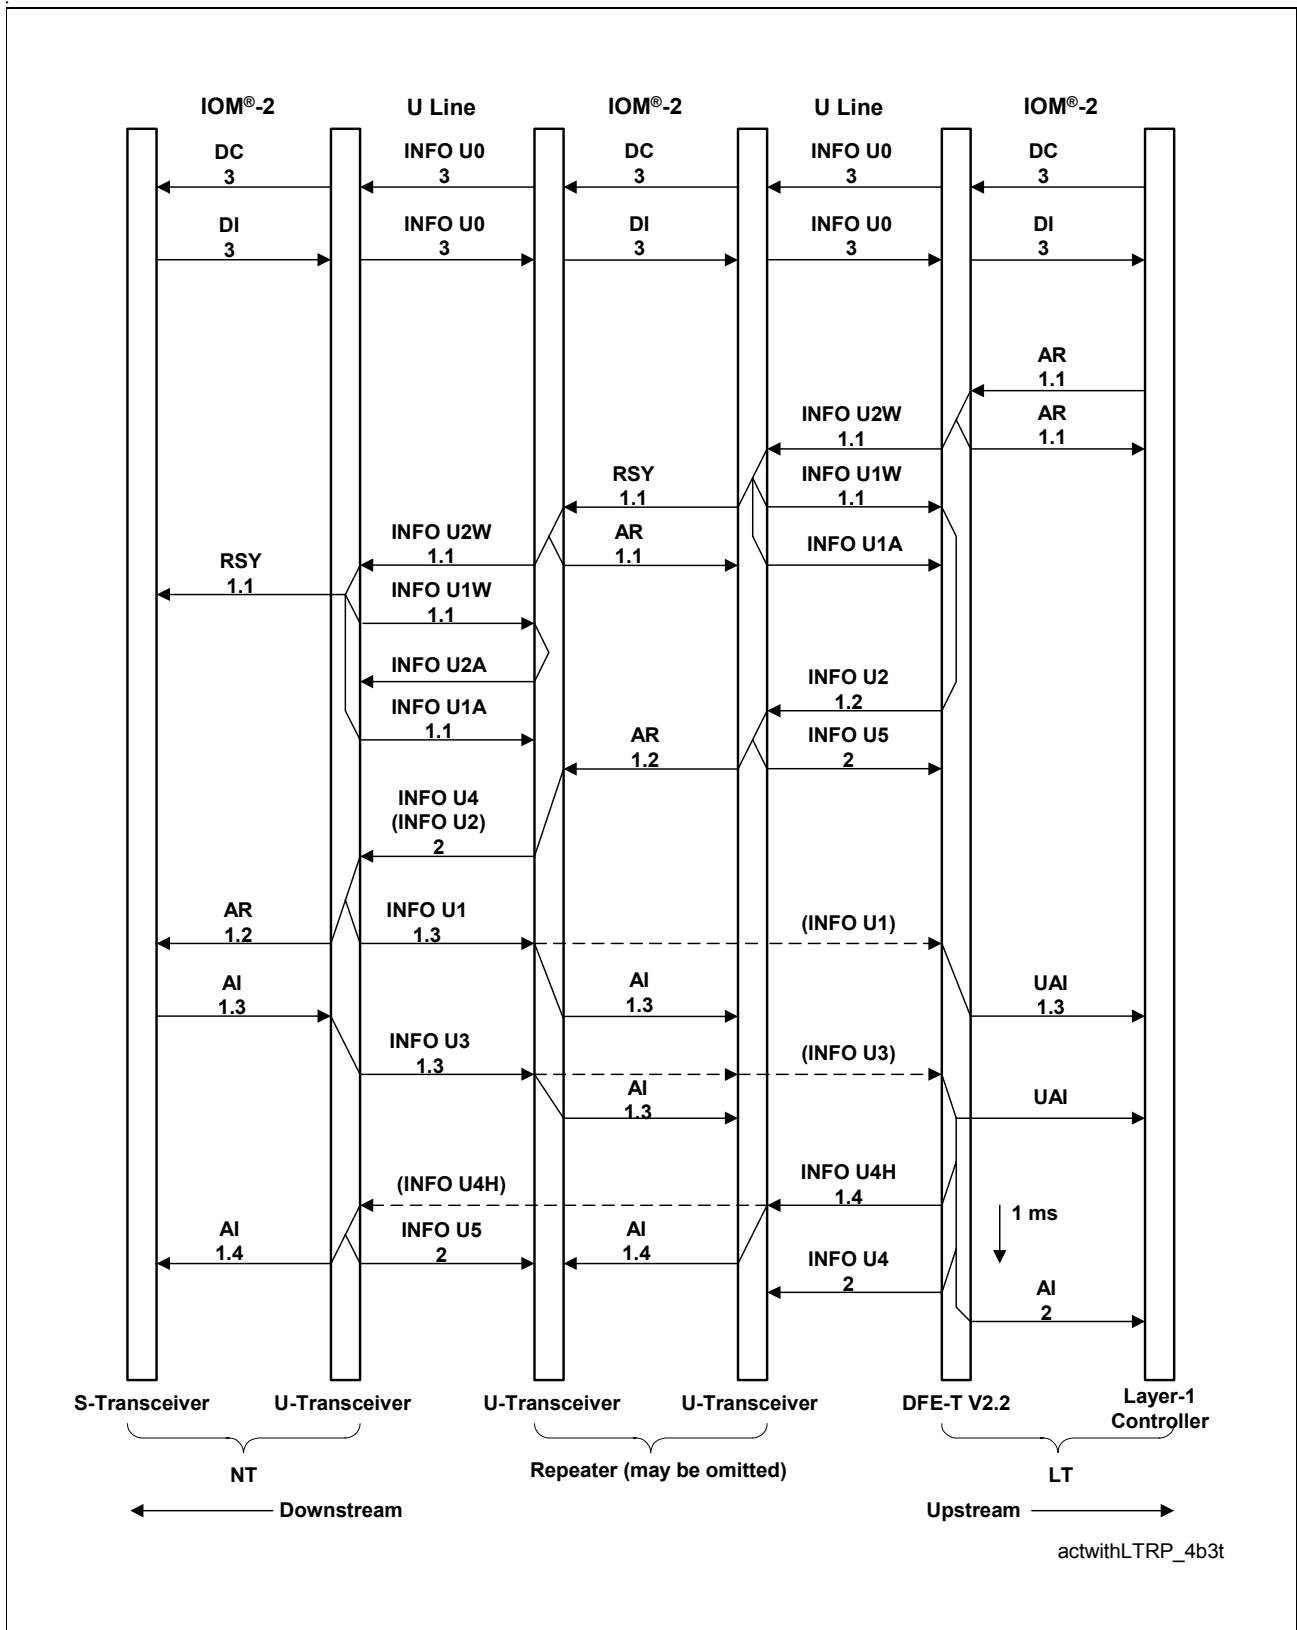 IOM®-2 U Line IOM®-2 U Line IOM®-2
DC INFO U0 DC INFO U0 DC
3 3 3 3 3
DI INFO U0 DI INFO U0 DI
3 3 3 3 3
AR
1.1
INFO U2W AR
1.1 1.1
RSY INFO U1W
1.1 1.1
INFO U2W AR INFO U1A
1.1 1.1
RSY
1.1
INFO U1W
1.1
INFO U2A
INFO U2
1.2
INFO U1A
1.1
AR INFO U5
1.2 2
INFO U4
(INFO U2)
2
AR INFO U1 (INFO U1)
1.2 1.3
AI AI UAI
1.3 1.3 1.3
INFO U3 (INFO U3)
1.3
AI UAI
1.3
(INFO U4H) INFO U4H
1.4
1 ms
AI INFO U5 AI
1.4 2 1.4
INFO U4
2
AI
2
S-Transceiver U-Transceiver U-Transceiver U-Transceiver DFE-T V2.2 Layer-1
Controller
NT Repeater (may be omitted) LT
Downstream Upstream
actwithLTRP_4b3t